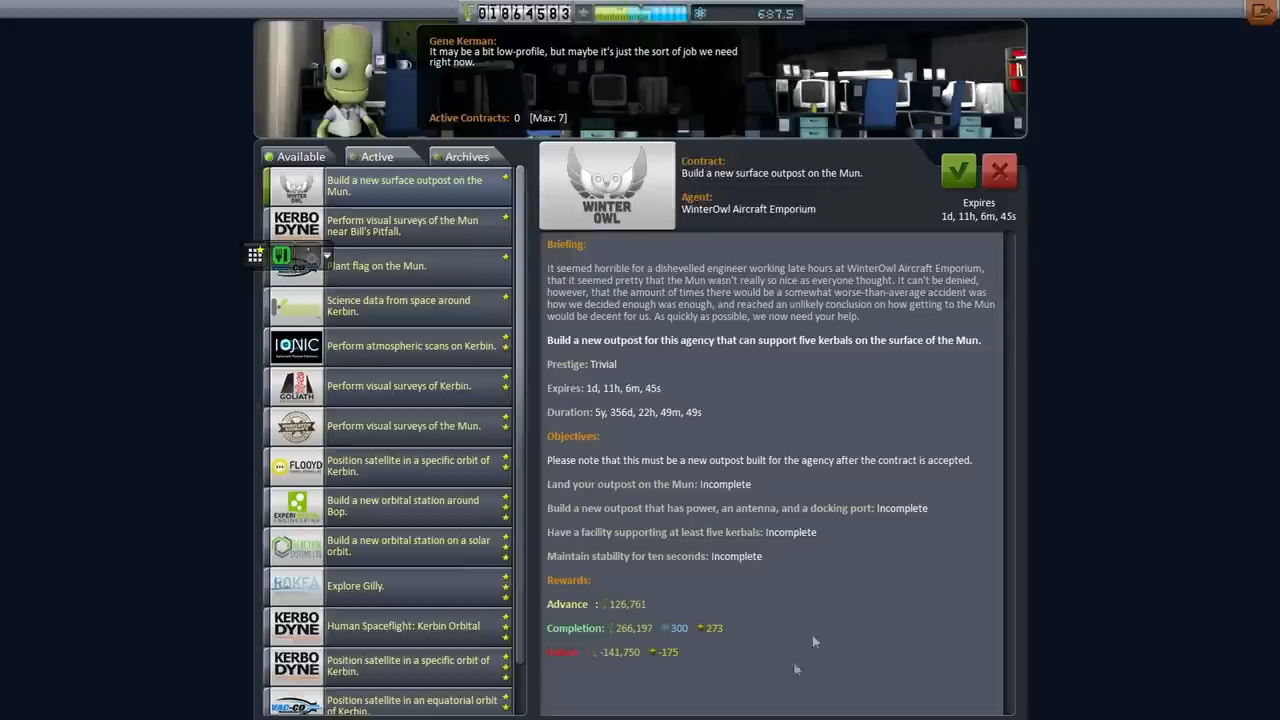 01864583
687.5
Gene Kerman:
It may be a bit low-profile, but maybe it's just the sort of job we need
right now.
Active Contracts: 0 [Max: 7]
Available
Active
Archives
Build a new surface outpost on the
Mun.
KERBO
DYNE
Perform visual surveys of the Mun
near Bill's Pitfall.
Plant flag on the Mun.
Science data from space around
Kerbin.
IONIC
Perform atmospheric scans on Kerbin.
GOLIATH
Perform visual surveys of Kerbin.
Perform visual surveys of the Mun.
FLOOYD
Position satellite in a specific orbit of
Kerbin.
EXPERI
ENGINEERING
Build a new orbital station around
Bop.
REACTION
SYSTEMS LTD
Build a new orbital station on a solar
orbit.
ROKEA
Explore Gilly.
KERBO
DYNE
Human Spaceflight: Kerbin Orbital
KERBO
DYNE
Position satellite in a specific orbit of
Kerbin.
VAC-CO
Position satellite in an equatorial orbit
of Kerbin.
WINTER
OWL
Contract:
Build a new surface outpost on the Mun.
Agent:
WinterOwl Aircraft Emporium
Expires
1d, 11h, 6m, 45s
Briefing:
It seemed horrible for a dishevelled engineer working late hours at WinterOwl Aircraft Emporium,
that it seemed pretty that the Mun wasn't really so nice as everyone thought. It can't be denied,
however, that the amount of times there would be a somewhat worse-than-average accident was
how we decided enough was enough, and reached an unlikely conclusion on how getting to the Mun
would be decent for us. As quickly as possible, we now need your help.
Build a new outpost for this agency that can support five kerbals on the surface of the Mun.
Prestige: Trivial
Expires: 1d, 11h, 6m, 45s
Duration: 5y, 356d, 22h, 49m, 49s
Objectives:
Please note that this must be a new outpost built for the agency after the contract is accepted.
Land your outpost on the Mun: Incomplete
Build a new outpost that has power, an antenna, and a docking port: Incomplete
Have a facility supporting at least five kerbals: Incomplete
Maintain stability for ten seconds: Incomplete
Rewards:
Advance : 126,761
Completion: 266,197 300 273
-141,750 -175